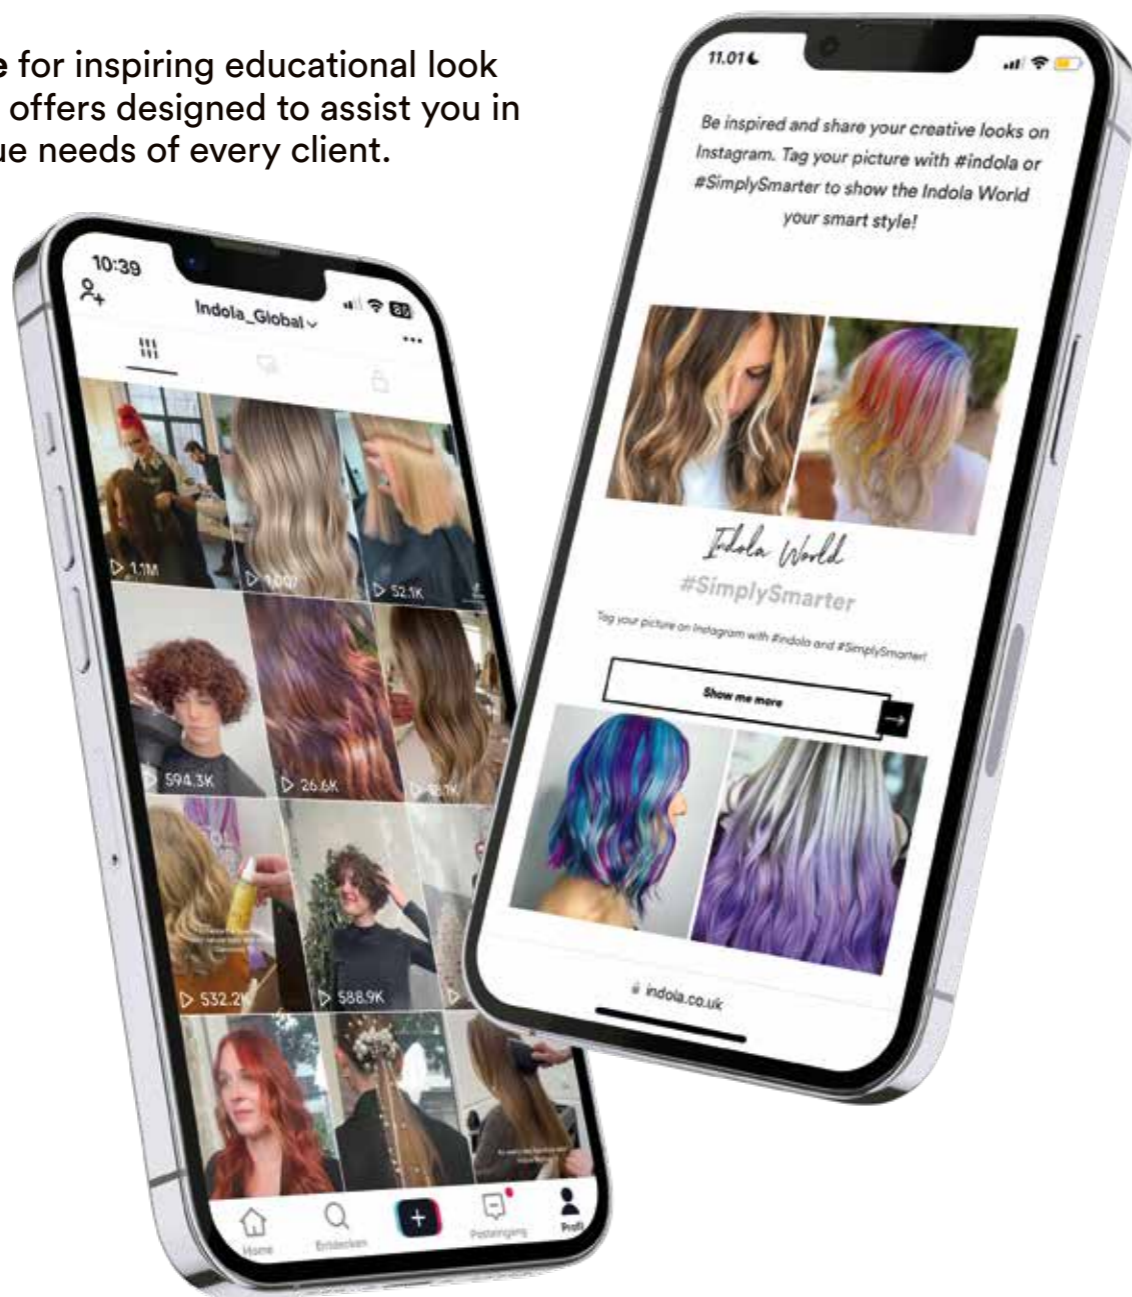 e for inspiring educational look
offers designed to assist you in
ue needs of every client.
11.01
Be inspired and share your creative looks on
Instagram. Tag your picture with #indola or
#SimplySmarter to show the Indola World
your smart style!
Indola World
#SimplySmarter
Tag your picture on Instagram with #indola and #SimplySmarter!
Show me more
indola.co.uk
10:39
Indola_Global
1.1M
52.1K
594.3K
26.6K
532.2K
588.9K
Home
Entdecken
Posteingang
Profil